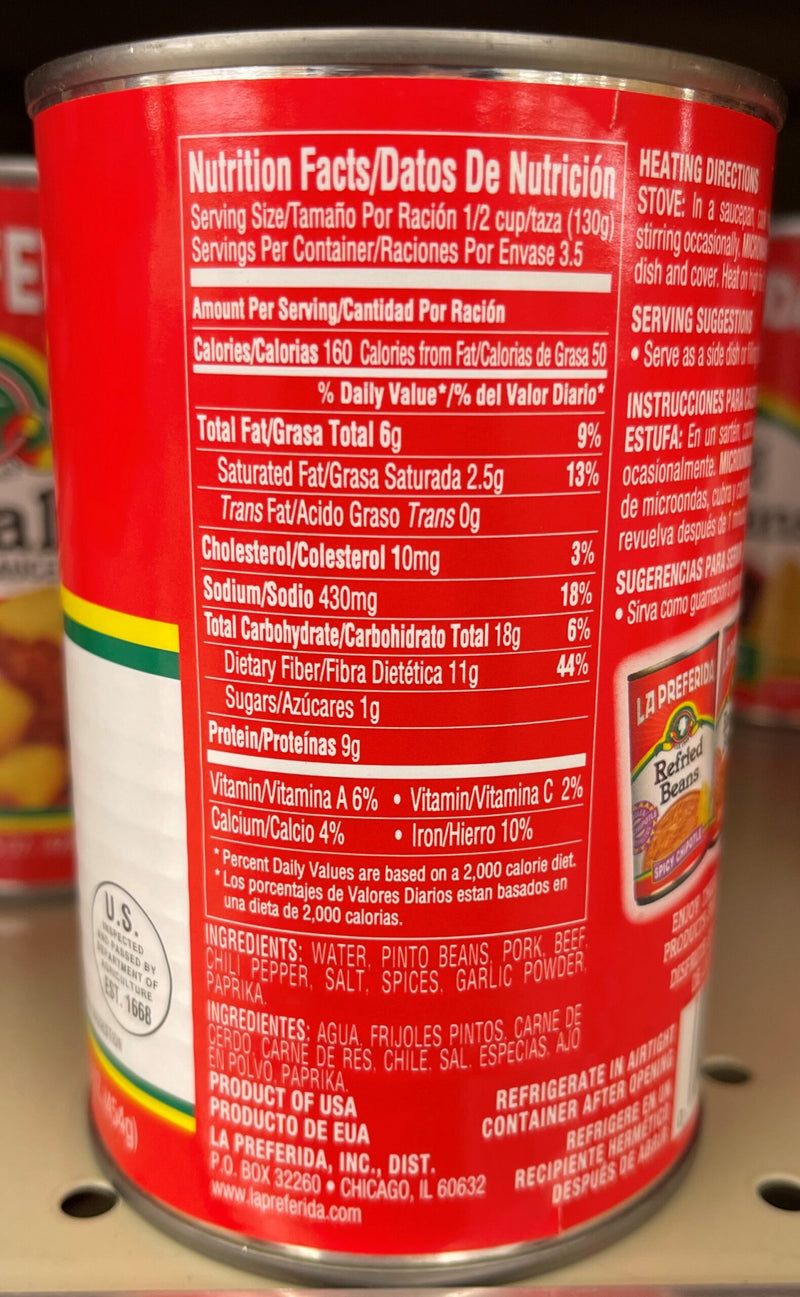 Nutrition Facts/Datos De Nutrición
Serving Size/Tamaño Por Ración 1/2 cup/taza (130g)
Servings Per Container/Raciones Por Envase 3.5
Amount Per Serving/Cantidad Por Ración
Calories/Calorias 160 Calories from Fat/Calorias de Grasa 50
% Daily Value*/% del Valor Diario*
Total Fat/Grasa Total 6g 9%
Saturated Fat/Grasa Saturada 2.5g 13%
Trans Fat/Acido Graso Trans 0g
Cholesterol/Colesterol 10mg 3%
Sodium/Sodio 430mg 18%
Total Carbohydrate/Carbohidrato Total 18g 6%
Dietary Fiber/Fibra Dietética 11g 44%
Sugars/Azúcares 1g
Protein/Proteínas 9g
Vitamin/Vitamina A 6% • Vitamin/Vitamina C 2%
Calcium/Calcio 4% • Iron/Hierro 10%
* Percent Daily Values are based on a 2,000 calorie diet.
* Los porcentajes de Valores Diarios estan basados en
una dieta de 2,000 calorias.
INGREDIENTS: WATER, PINTO BEANS, PORK, BEEF,
CHILI PEPPER, SALT, SPICES, GARLIC POWDER,
PAPRIKA.
INGREDIENTES: AGUA, FRIJOLES PINTOS, CARNE DE
CERDO, CARNE DE RES, CHILE, SAL, ESPECIAS, AJO
EN POLVO, PAPRIKA.
PRODUCT OF USA
PRODUCTO DE EUA
LA PREFERIDA, INC., DIST.
P.O. BOX 32260 • CHICAGO, IL 60632
www.lapreferida.com
HEATING DIRECTIONS
STOVE: In a saucepan,
stirring occasionally.
dish and cover. Heat on
SERVING SUGGESTIONS
• Serve as a side dish or
INSTRUCCIONES PARA
ESTUFA: En un sartén,
ocasionalmente.
de microondas, cubra y
revuelva después de 1
SUGERENCIAS PARA
• Sirva como guarnación
LA PREFERIDA
Refried
Beans
SPICY CHIPOTLE
ENJOY
REFRIGERATE IN AIRTIGHT
CONTAINER AFTER OPENING
REFRIGERE EN UN
RECIPIENTE HERMÉTICO
DESPUÉS DE ABRIR
U.S.
INSPECTED
AND PASSED BY
DEPARTMENT OF
AGRICULTURE
EST. 1668
(454g)